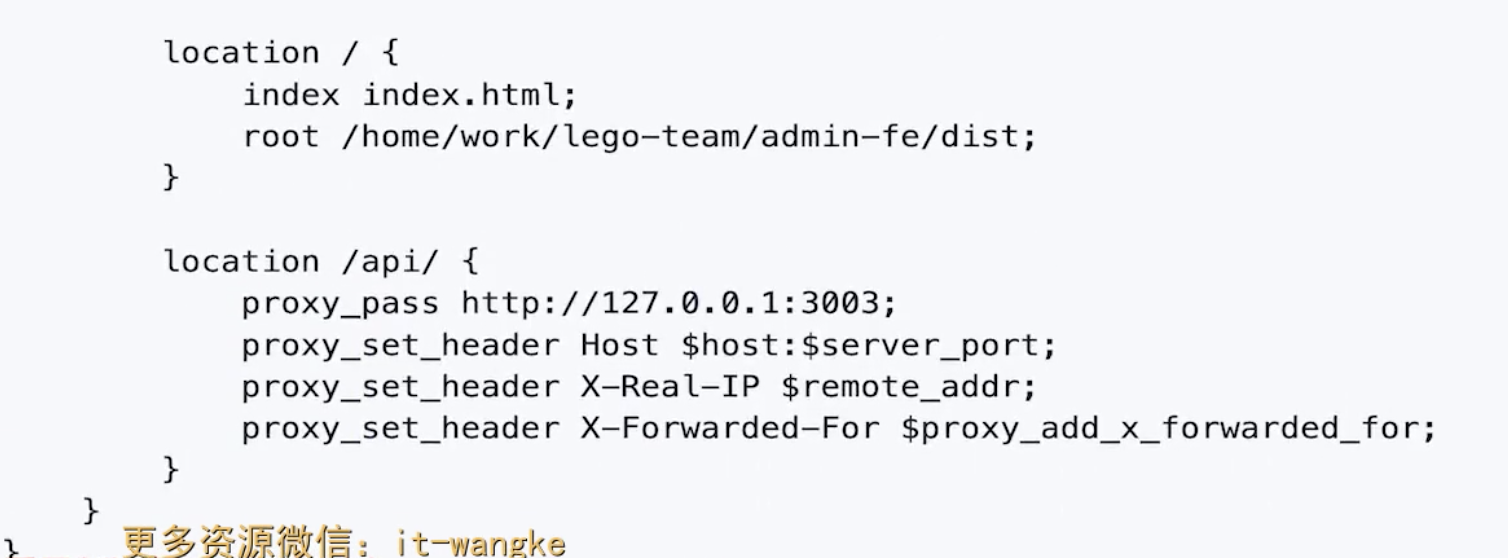 location / {
index index.html;
root /home/work/lego-team/admin-fe/dist;
}
location /api/ {
proxy_pass http://127.0.0.1:3003;
proxy_set_header Host $host:$server_port;
proxy_set_header X-Real-IP $remote_addr;
proxy_set_header X-Forwarded-For $proxy_add_x_forwarded_for;
}
}
}
更多资源微信：it-wangke